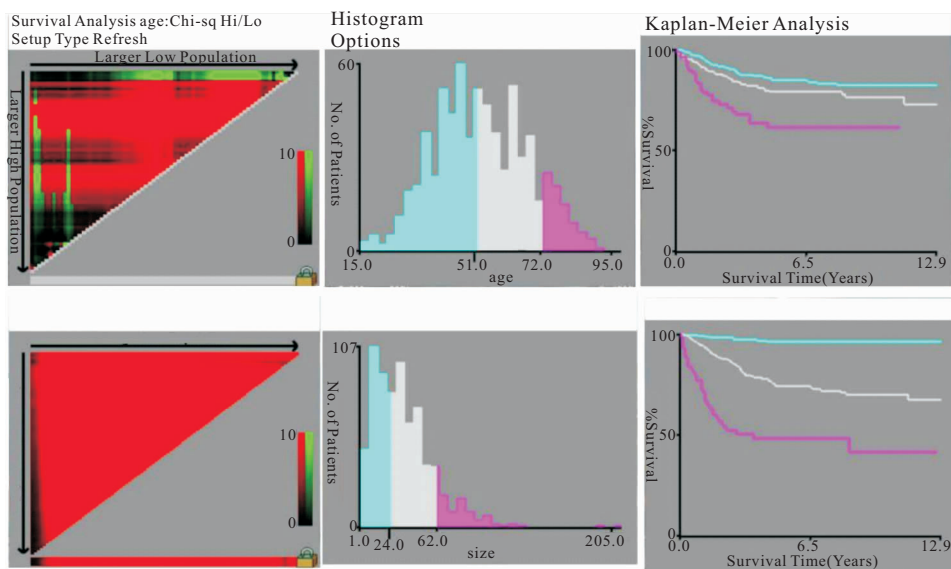 Survival Analysis age:Chi-sq Hi/Lo
Setup Type Refresh
Larger Low Population
Larger High Population
10
0
Histogram
Options
60
No. of Patients
0
15.0 51.0 72.0 95.0
age
Kaplan-Meier Analysis
100
%Survival
50
0.0 6.5 12.9
Survival Time(Years)
10
0
107
No. of Patients
0
1.0 24.0 62.0 205.0
size
100
%Survival
50
0.0 6.5 12.9
Survival Time(Years)